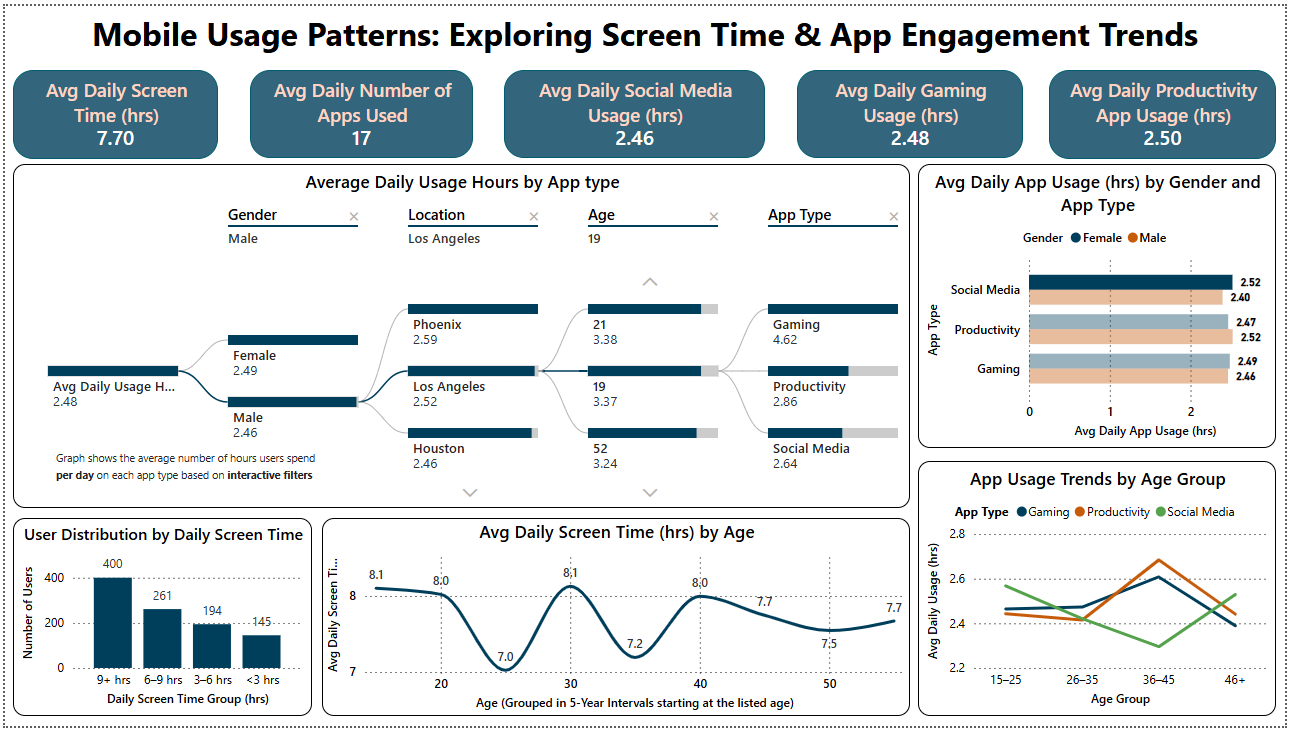 Mobile Usage Patterns: Exploring Screen Time & App Engagement Trends
Avg Daily Screen
Time (hrs)
7.70
Avg Daily Number of
Apps Used
17
Avg Daily Social Media
Usage (hrs)
2.46
Avg Daily Gaming
Usage (hrs)
2.48
Avg Daily Productivity
App Usage (hrs)
2.50
Average Daily Usage Hours by App type
Gender
Male
Location
Los Angeles
Age
19
App Type
Avg Daily Usage H...
2.48
Female
2.49
Male
2.46
Phoenix
2.59
Los Angeles
2.52
Houston
2.46
21
3.38
19
3.37
52
3.24
Gaming
4.62
Productivity
2.86
Social Media
2.64
Graph shows the average number of hours users spend
per day on each app type based on interactive filters
Avg Daily App Usage (hrs) by Gender and
App Type
Gender Female Male
App Type
Social Media
2.52
2.40
Productivity
2.47
2.52
Gaming
2.49
2.46
0 1 2
Avg Daily App Usage (hrs)
User Distribution by Daily Screen Time
Number of Users
400
200
0
400
261
194
145
9+ hrs 6–9 hrs 3–6 hrs <3 hrs
Daily Screen Time Group (hrs)
Avg Daily Screen Time (hrs) by Age
Avg Daily Screen Ti...
8
7
8.1 8.0 7.0 8.1 7.2 8.0 7.7 7.5 7.7
20 30 40 50
Age (Grouped in 5-Year Intervals starting at the listed age)
App Usage Trends by Age Group
App Type Gaming Productivity Social Media
Avg Daily Usage (hrs)
2.8
2.6
2.4
2.2
15–25 26–35 36–45 46+
Age Group